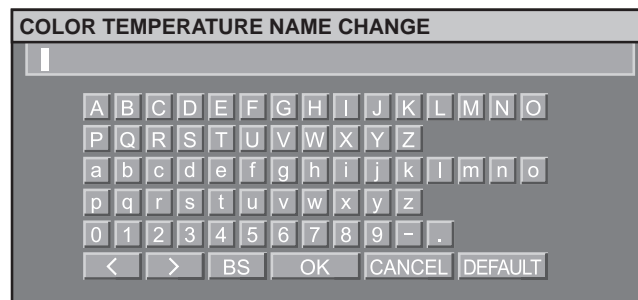 COLOR TEMPERATURE NAME CHANGE
A B C D E F G H I J K L M N O
P Q R S T U V W X Y Z
a b c d e f g h i j k l m n o
p q r s t u v w x y z
0 1 2 3 4 5 6 7 8 9 - .
< > BS OK CANCEL DEFAULT